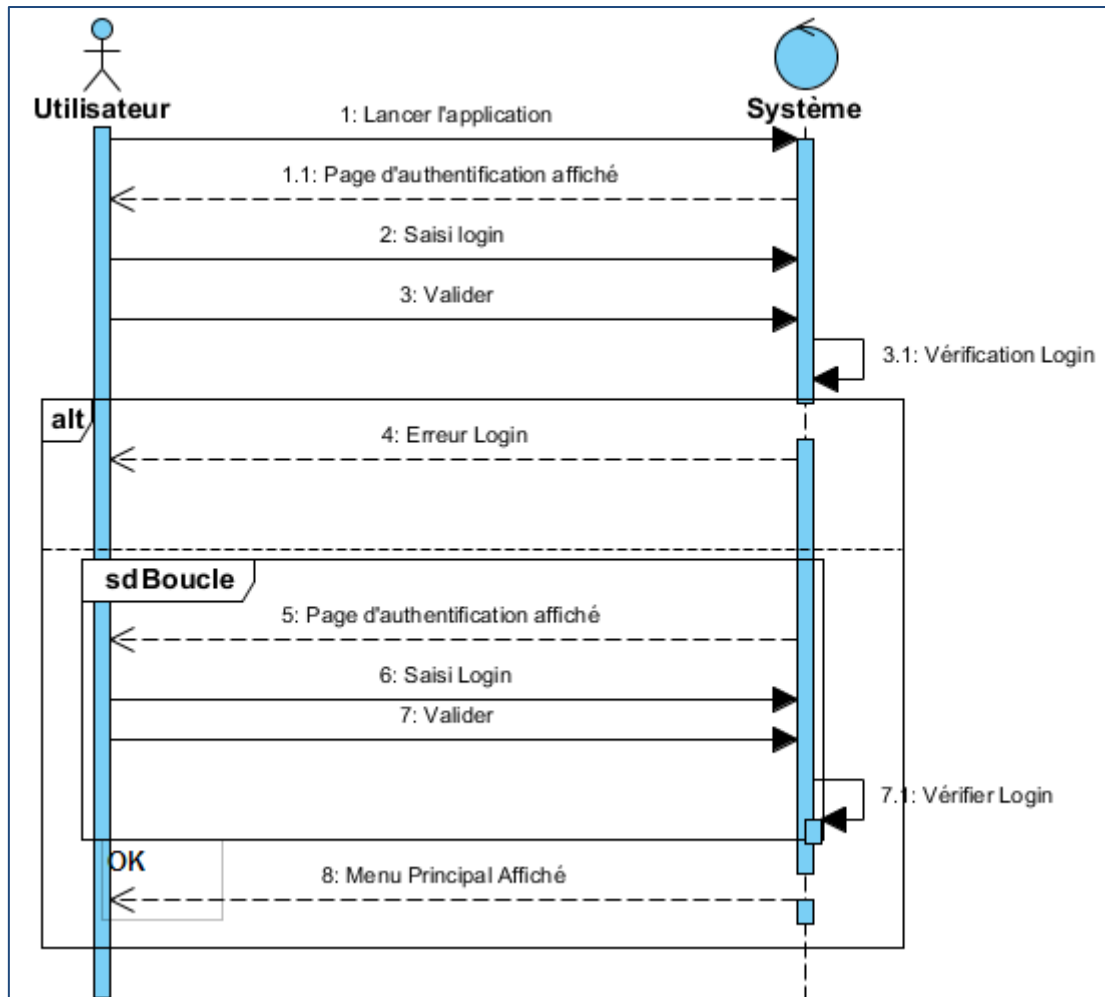 Utilisateur
Système
1: Lancer l'application
1.1: Page d'authentification affiché
2: Saisi login
3: Valider
3.1: Vérification Login
alt
4: Erreur Login
sdBoucle
5: Page d'authentification affiché
6: Saisi Login
7: Valider
7.1: Vérifier Login
OK
8: Menu Principal Affiché